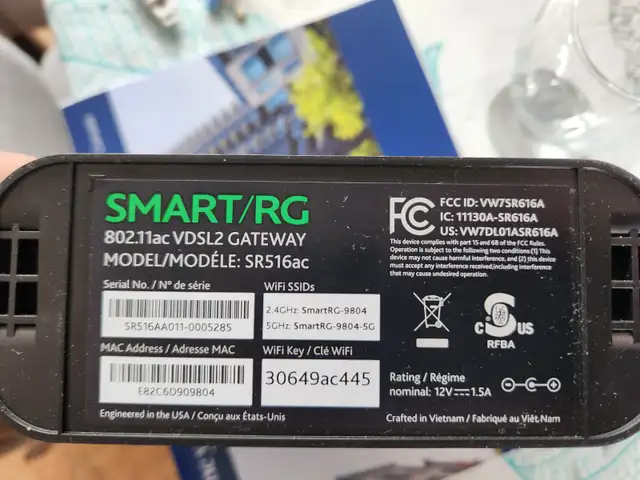 SMART/RG
802.11ac VDSL2 GATEWAY
MODEL/MODÉLE: SR516ac
Serial No. / Nº de série
SR516AA011-0005285
MAC Address / Adresse MAC
E82C6D909804
Engineered in the USA / Conçu aux États-Unis
WiFi SSIDs
2.4GHz: SmartRG-9804
5GHz: SmartRG-9804-5G
WiFi Key / Clé WiFi
30649ac445
FC
FCC ID: VW7SR616A
IC: 11130A-SR616A
US: VW7DL01ASR616A
This device complies with part 15 and 68 of the FCC Rules.
Operation is subject to the following two conditions:(1) This
device may not cause harmful interference, and (2) this device
must accept any interference received,including interference
that may cause undesired operation.
C US
RFBA
Rating / Régime
nominal: 12V⎓1.5A
Crafted in Vietnam / Fabriqué au Việt Nam